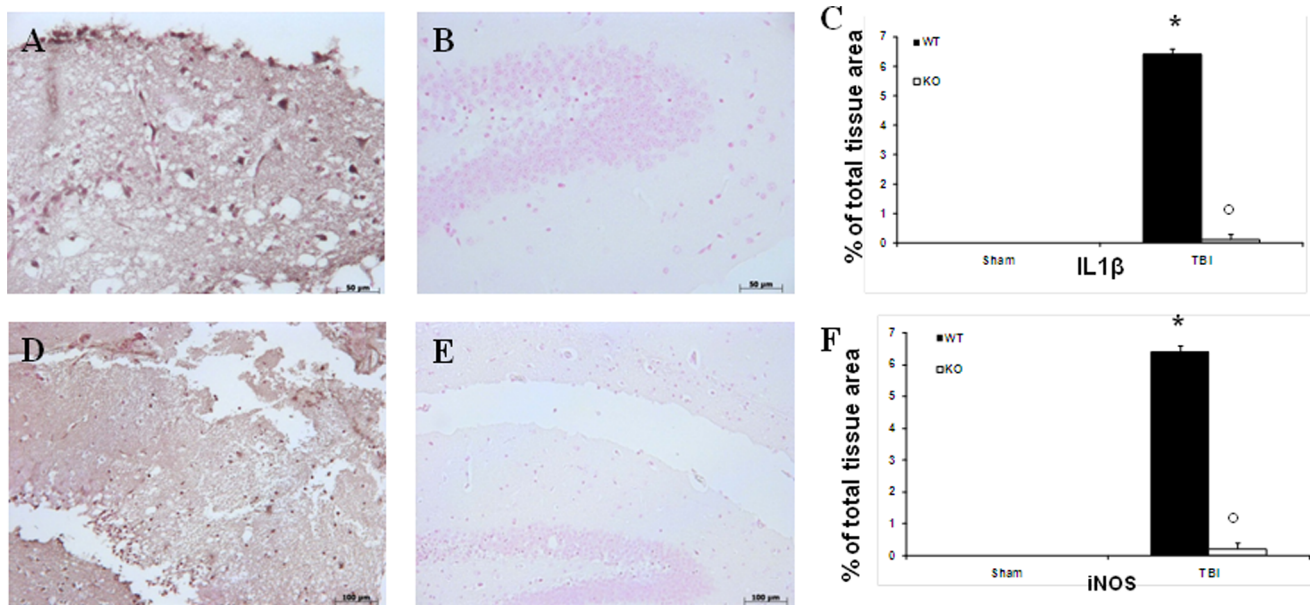 A
50 µm
B
50 µm
C
% of total tissue area
7
6
5
4
3
2
1
0
WT
KO
*
Sham
TBI
IL1β
D
100 µm
E
100 µm
F
% of total tissue area
7
6
5
4
3
2
1
0
WT
KO
*
Sham
TBI
iNOS